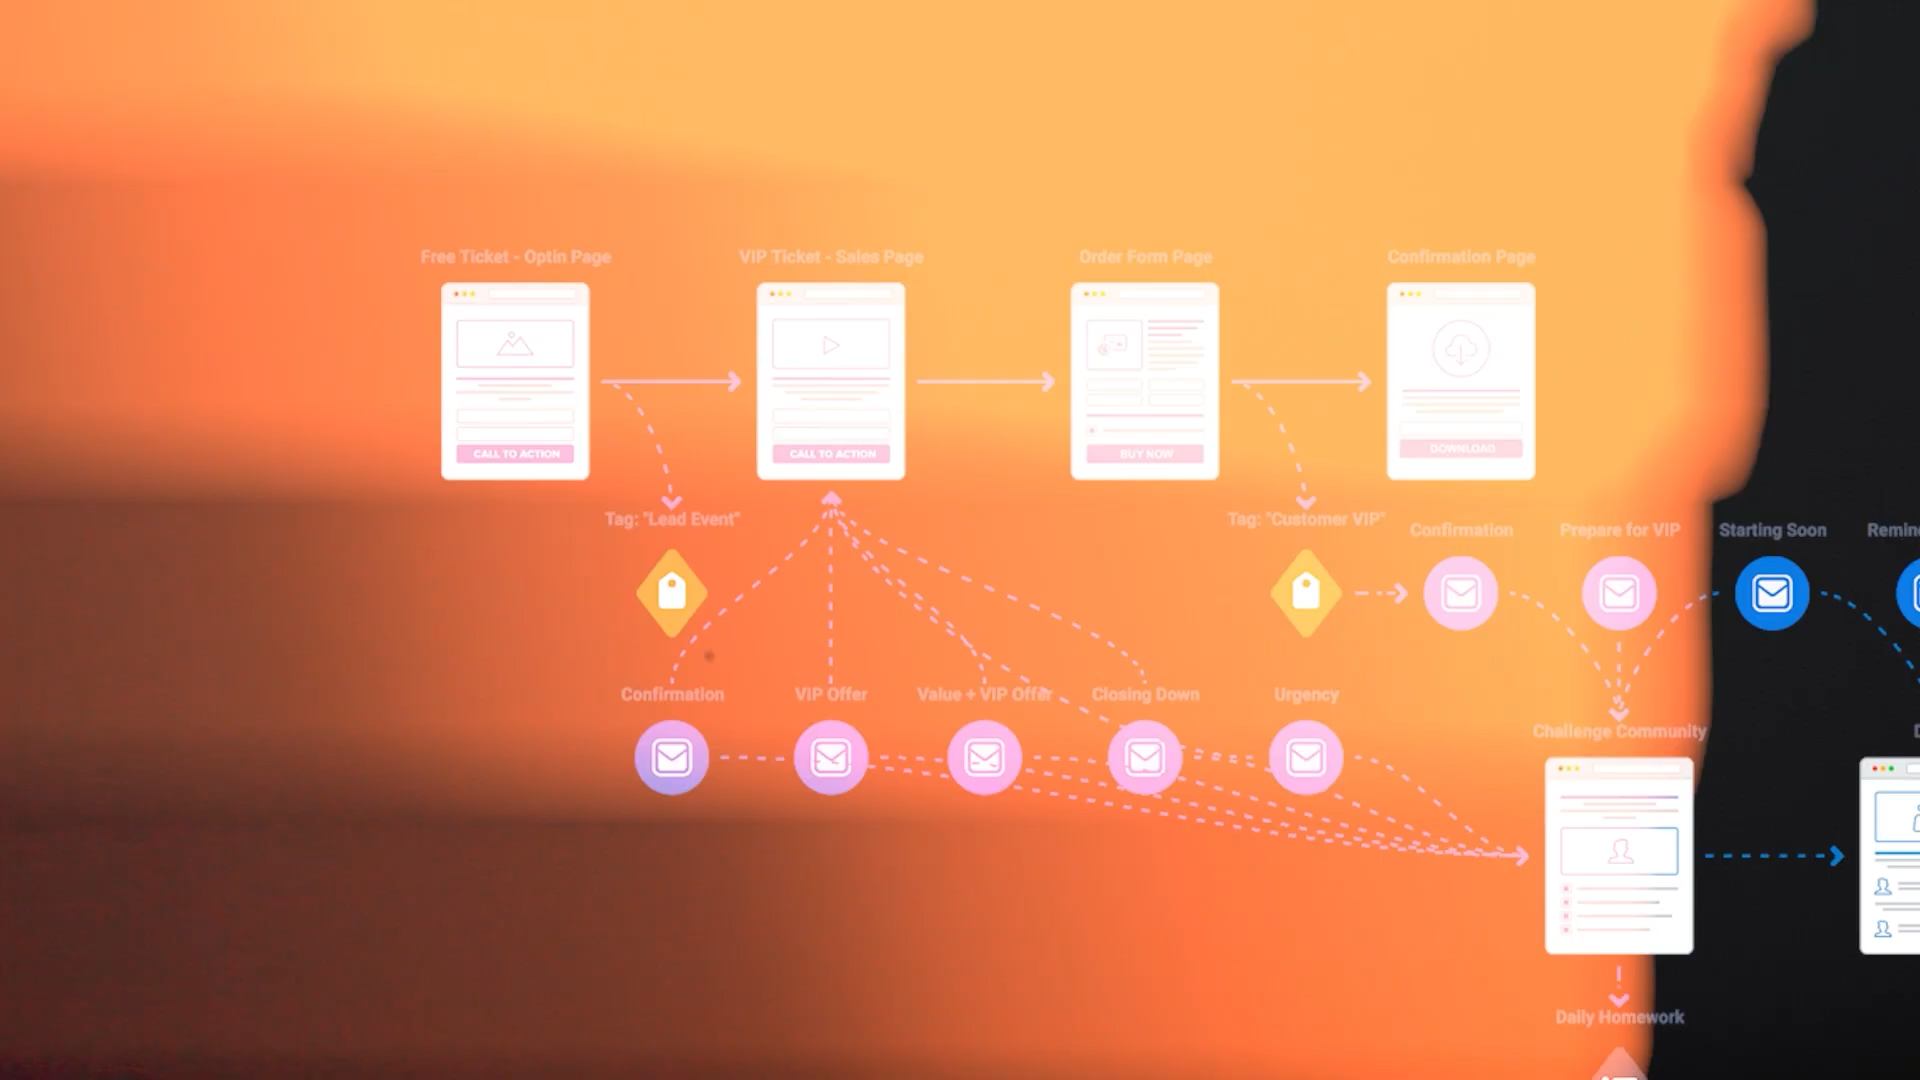 Free Ticket - Optin Page
VIP Ticket - Sales Page
Order Form Page
Confirmation Page
CALL TO ACTION
CALL TO ACTION
BUY NOW
DOWNLOAD
Tag: "Lead Event"
Tag: "Customer VIP"
Confirmation
Prepare for VIP
Starting Soon
Remin
Confirmation
VIP Offer
Value + VIP Offer
Closing Down
Urgency
Challenge Community
Daily Homework